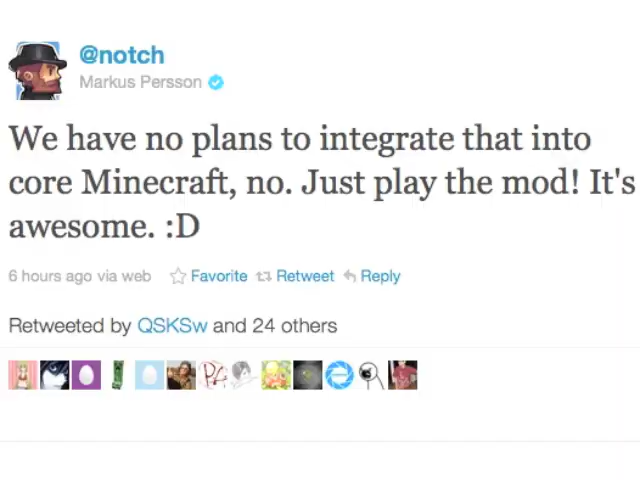 @notch
Markus Persson
We have no plans to integrate that into
core Minecraft, no. Just play the mod! It's
awesome. :D
6 hours ago via web Favorite Retweet Reply
Retweeted by QSKSw and 24 others